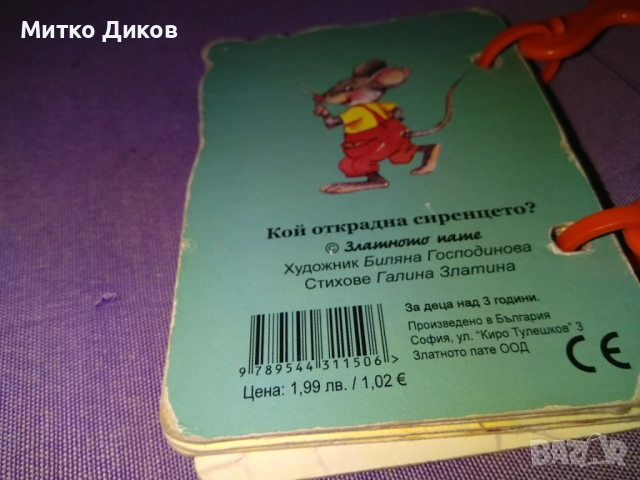 Митко Диков
Кой открадна сиренцето?
© Златното пате
Художник Биляна Господинова
Стихове Галина Златина
За деца над 3 години.
Произведено в България
София, ул. "Киро Тулешков" 3
Златното пате ООД
CE
9 789544 311506 >
Цена: 1,99 лв. / 1,02 €
BAZAR